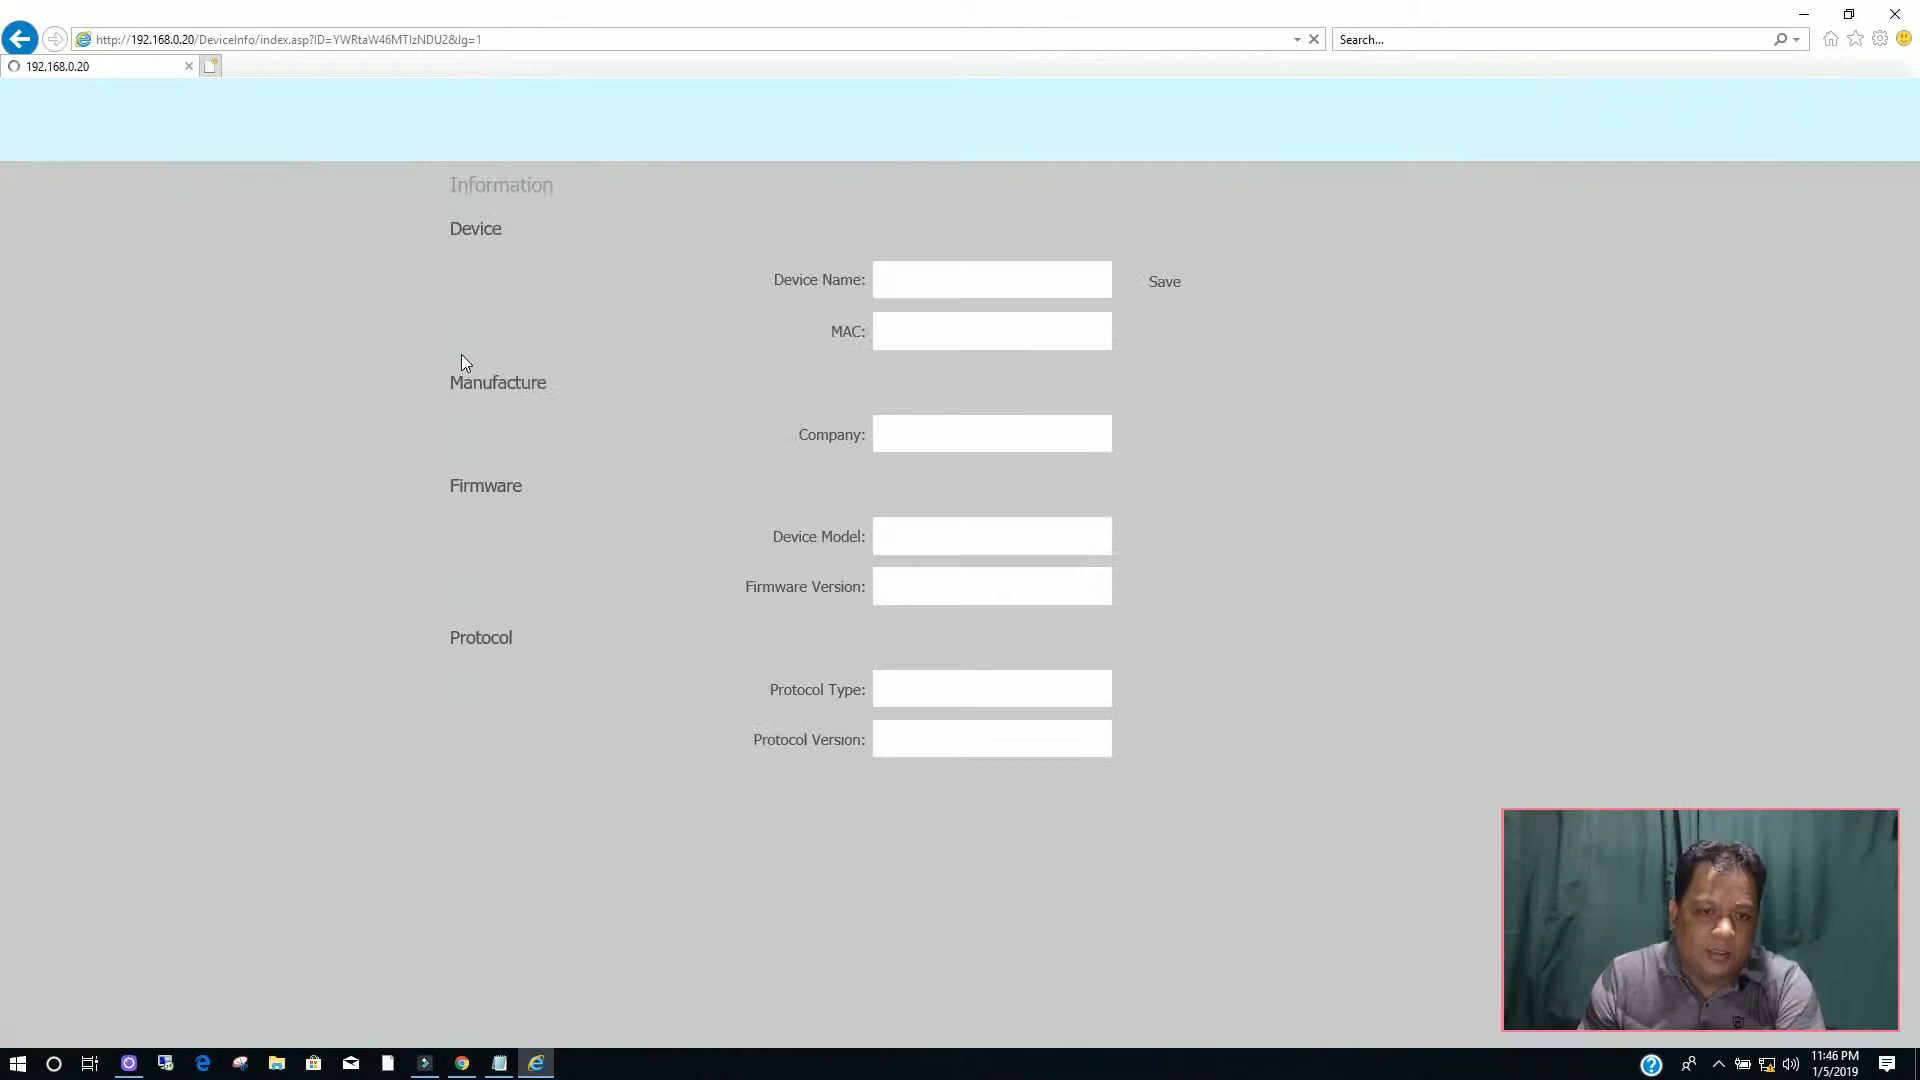 http://192.168.0.20/DeviceInfo/index.asp?ID=YWRtaW46MTIzNDU2&lg=1
Search...
192.168.0.20
Information
Device
Device Name:
Save
MAC:
Manufacture
Company:
Firmware
Device Model:
Firmware Version:
Protocol
Protocol Type:
Protocol Version:
11:46 PM
1/5/2019